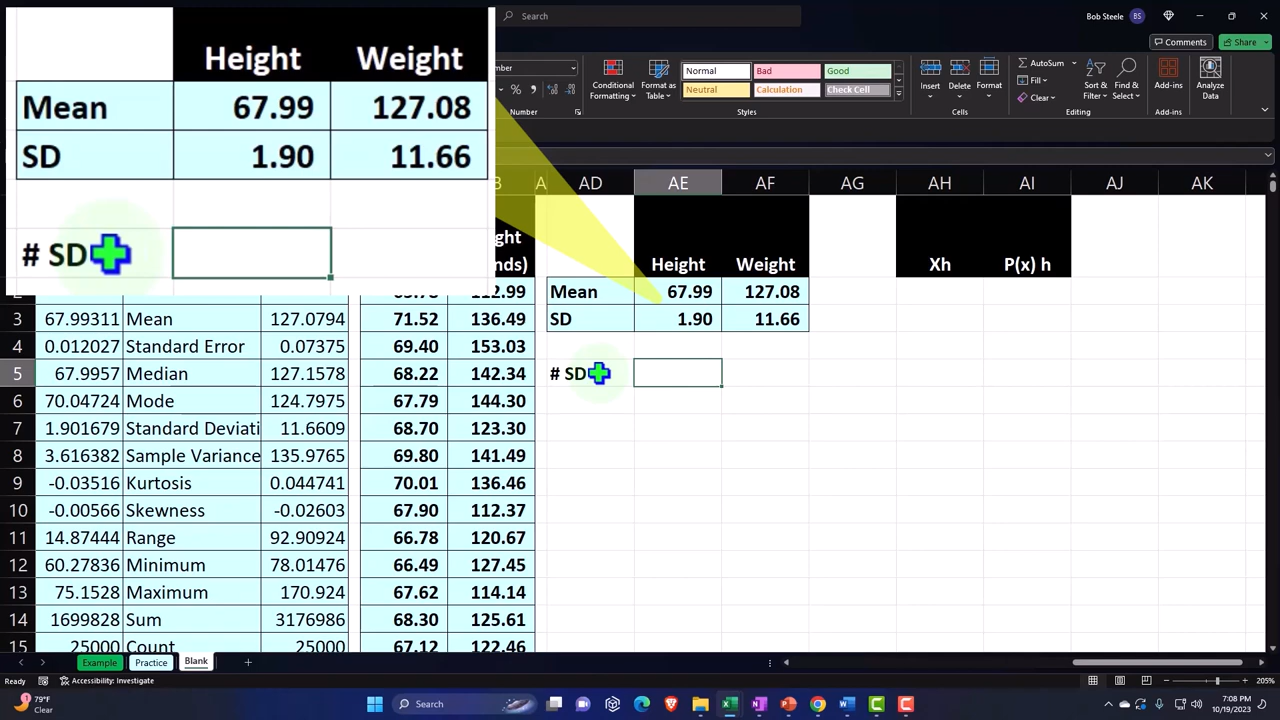 Search
Bob Steele BS
Comments
Share
Height Weight
Mean 67.99 127.08
SD 1.90 11.66
# SD
Conditional Formatting
Format as Table
Normal Bad Good
Neutral Calculation Check Cell
Insert Delete Format
AutoSum
Fill
Clear
Sort & Filter
Find & Select
Add-ins
Analyze Data
Number Styles Cells Editing Add-ins
AD AE AF AG AH AI AJ AK
Height Weight Xh P(x) h
Mean 67.99 127.08
3 67.99311 Mean 127.0794 71.52 136.49 SD 1.90 11.66
4 0.012027 Standard Error 0.07375 69.40 153.03
5 67.9957 Median 127.1578 68.22 142.34 # SD
6 70.04724 Mode 124.7975 67.79 144.30
7 1.901679 Standard Deviati 11.6609 68.70 123.30
8 3.616382 Sample Variance 135.9765 69.80 141.49
9 -0.03516 Kurtosis 0.044741 70.01 136.46
10 -0.00566 Skewness -0.02603 67.90 112.37
11 14.87444 Range 92.90924 66.78 120.67
12 60.27836 Minimum 78.01476 66.49 127.45
13 75.1528 Maximum 170.924 67.62 114.14
14 1699828 Sum 3176986 68.30 125.61
15 25000 Count 25000 67.12 122.46
Example Practice Blank
Ready Accessibility: Investigate 205%
79°F
Clear
Search
7:08 PM
10/19/2023